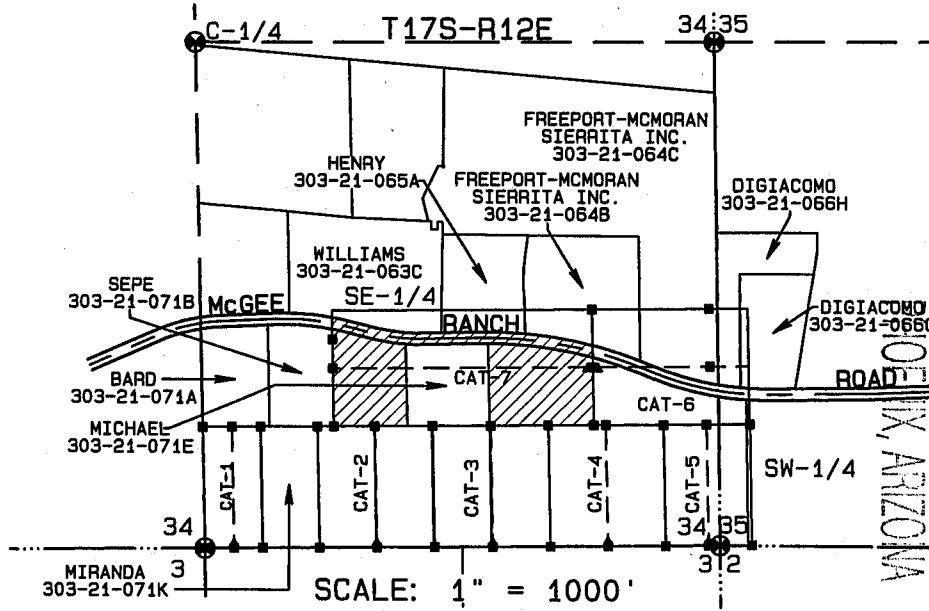 C-1/4
T17S-R12E
34 35
FREEPORT-MCMORAN
SIERRITA INC.
303-21-064C
HENRY
303-21-065A
FREEPORT-MCMORAN
SIERRITA INC.
303-21-064B
DIGIACOMO
303-21-066H
WILLIAMS
303-21-063C
SEPE
303-21-071B
SE-1/4
McGEE
RANCH
ROAD
DIGIACOMO
303-21-066G
BARD
303-21-071A
CAT-7
MICHAEL
303-21-071E
CAT-6
CAT-1
CAT-2
CAT-3
CAT-4
CAT-5
SW-1/4
ARIZONA
34
3
34 35
3 2
MIRANDA
303-21-071K
SCALE: 1" = 1000'